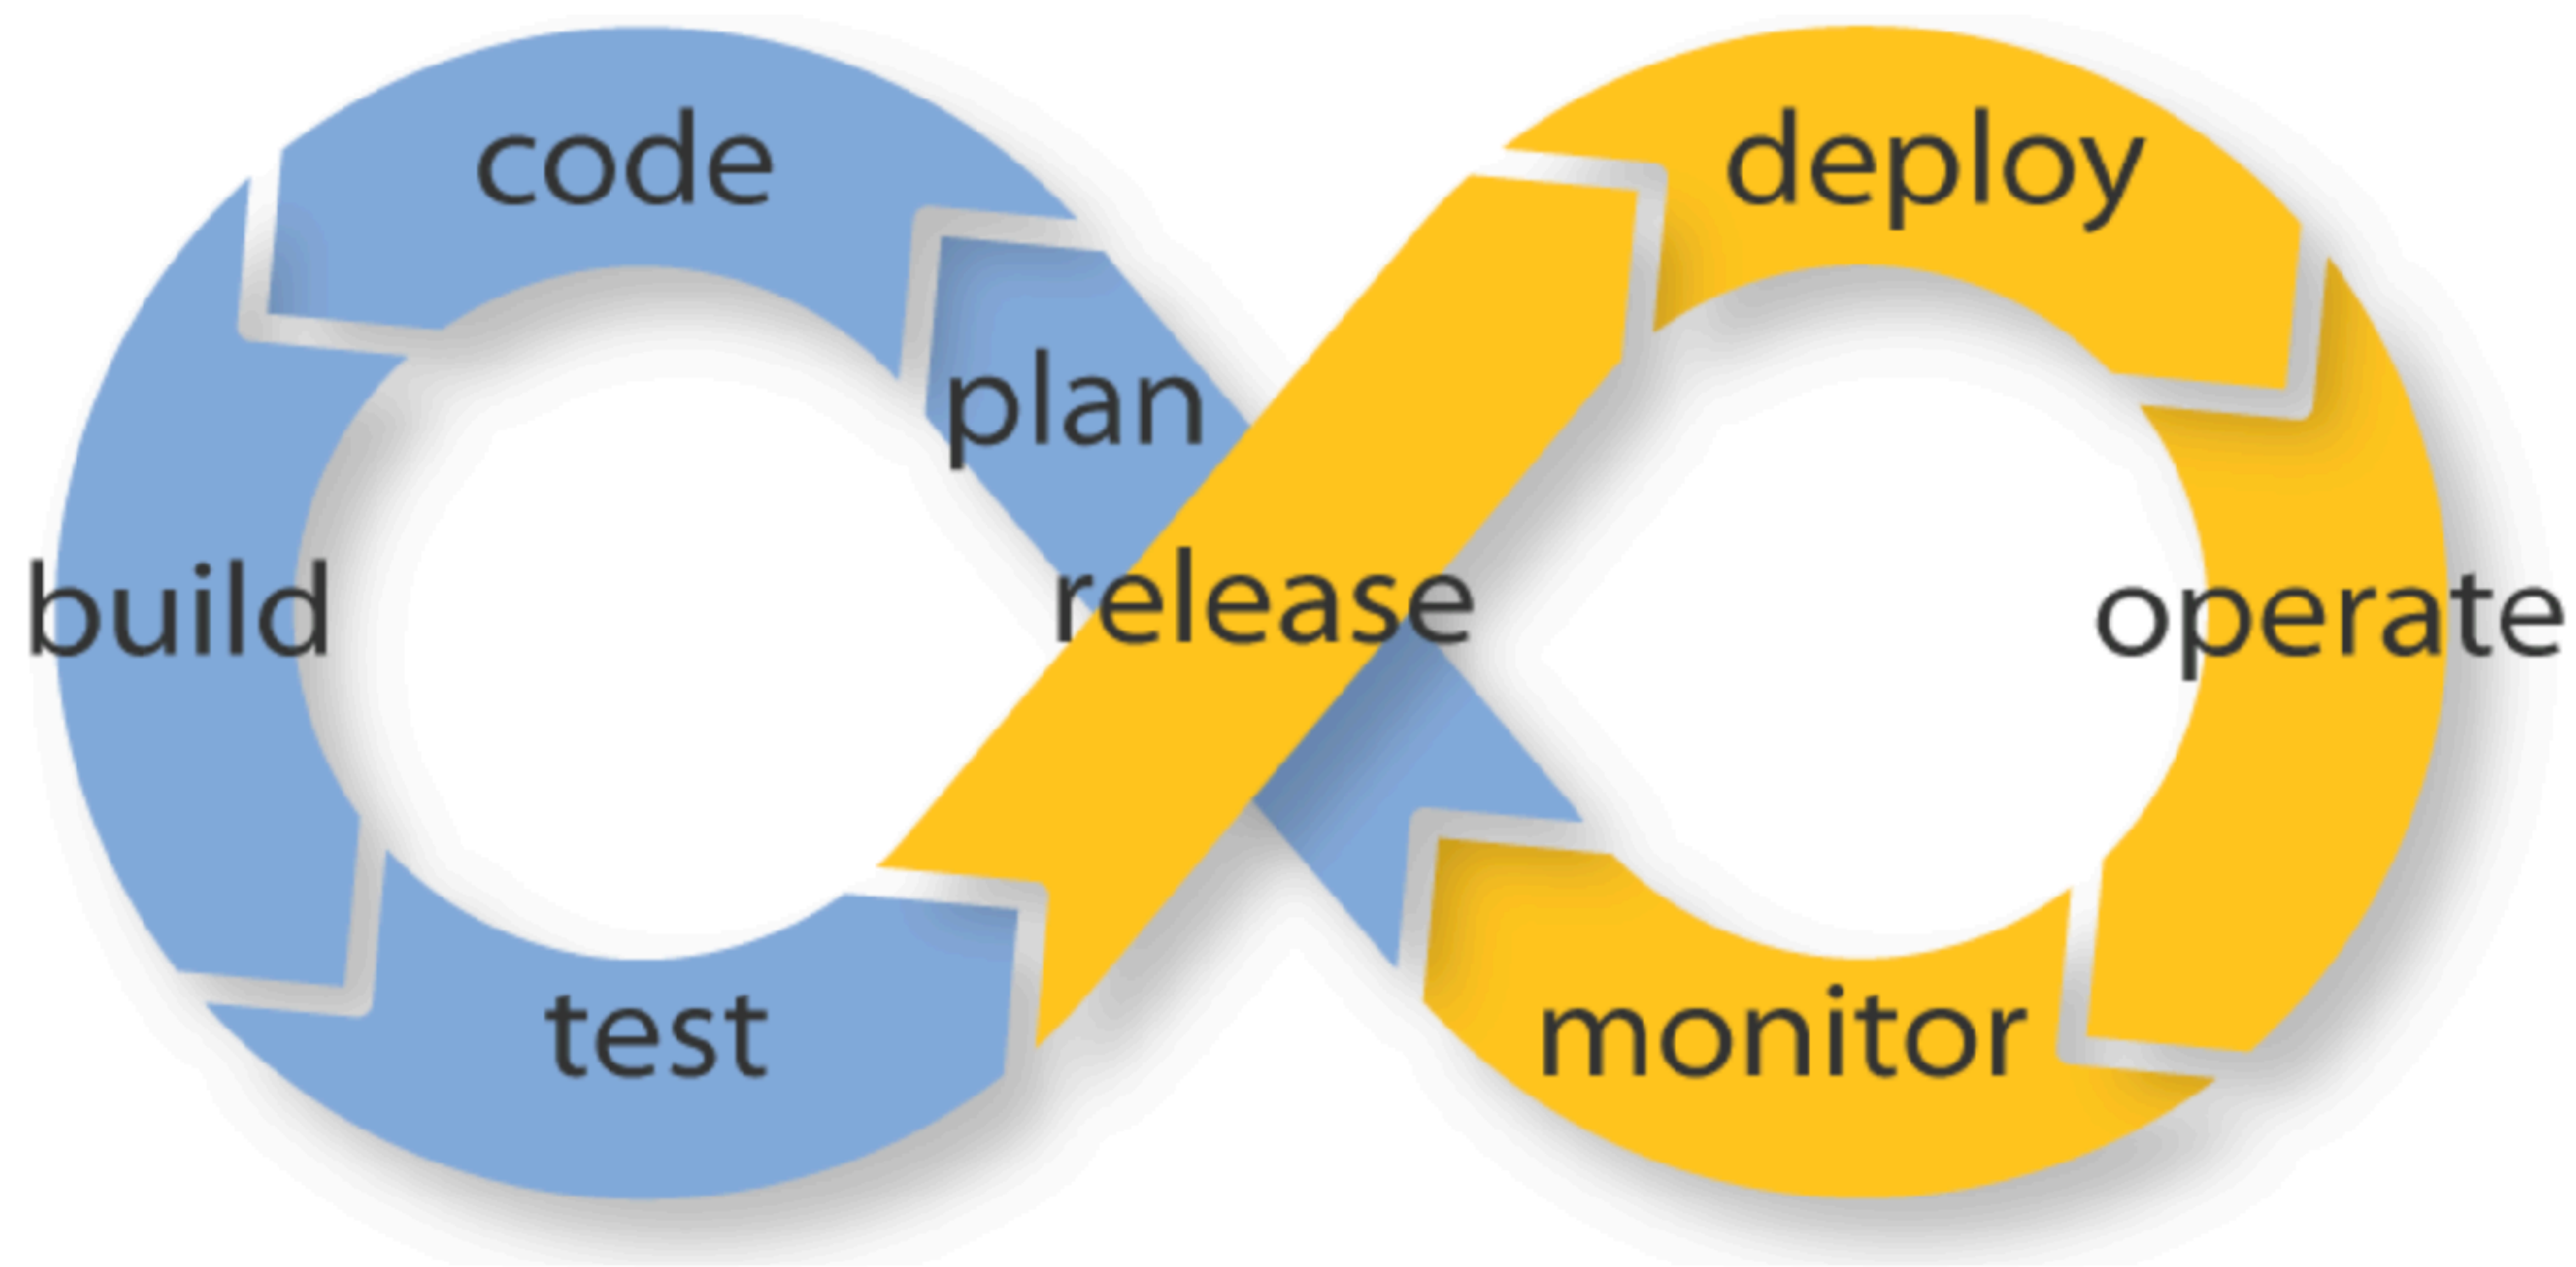 code
deploy
plan
release
build
operate
test
monitor